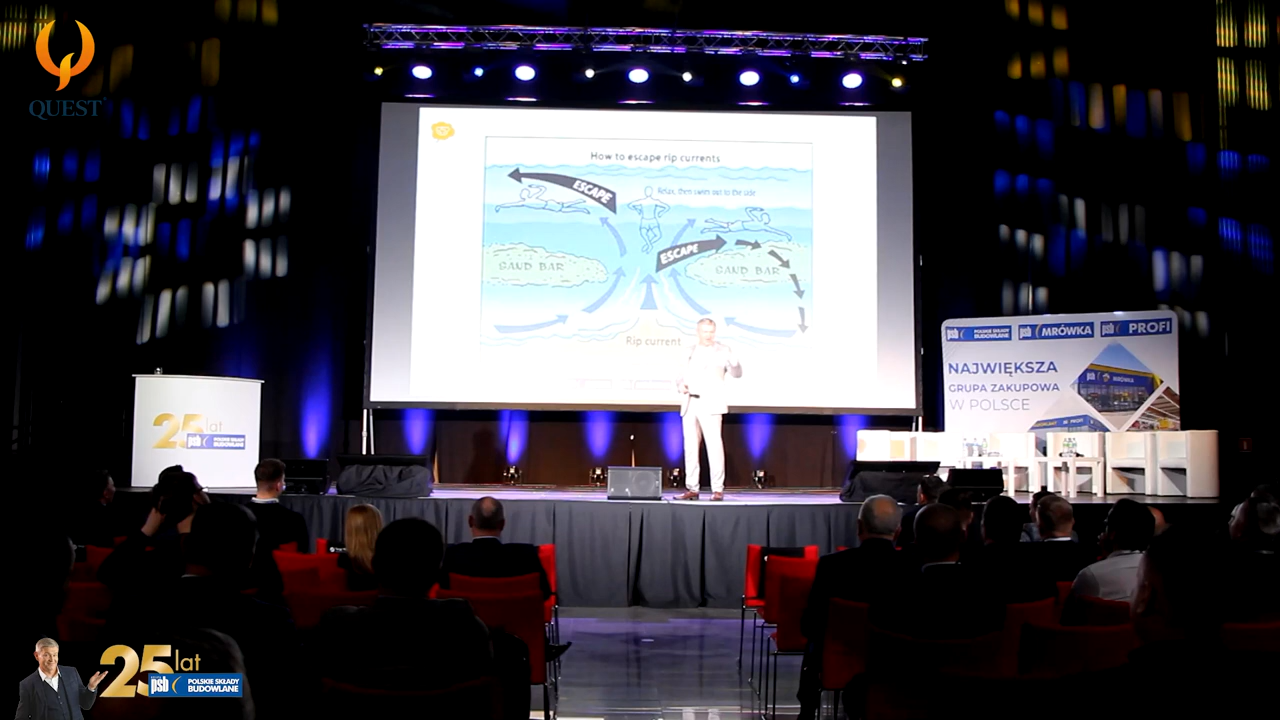 QUEST
How to escape rip currents
ESCAPE
Relax, then swim out to the side
ESCAPE
SAND BAR
SAND BAR
Rip current
psb POLSKIE SKŁADY
BUDOWLANE
psb MRÓWKA
psb PROFI
NAJWIĘKSZA
GRUPA ZAKUPOWA
W POLSCE
MRÓWKA
25 lat
psb POLSKIE SKŁADY
BUDOWLANE
25 lat
psb POLSKIE SKŁADY
BUDOWLANE